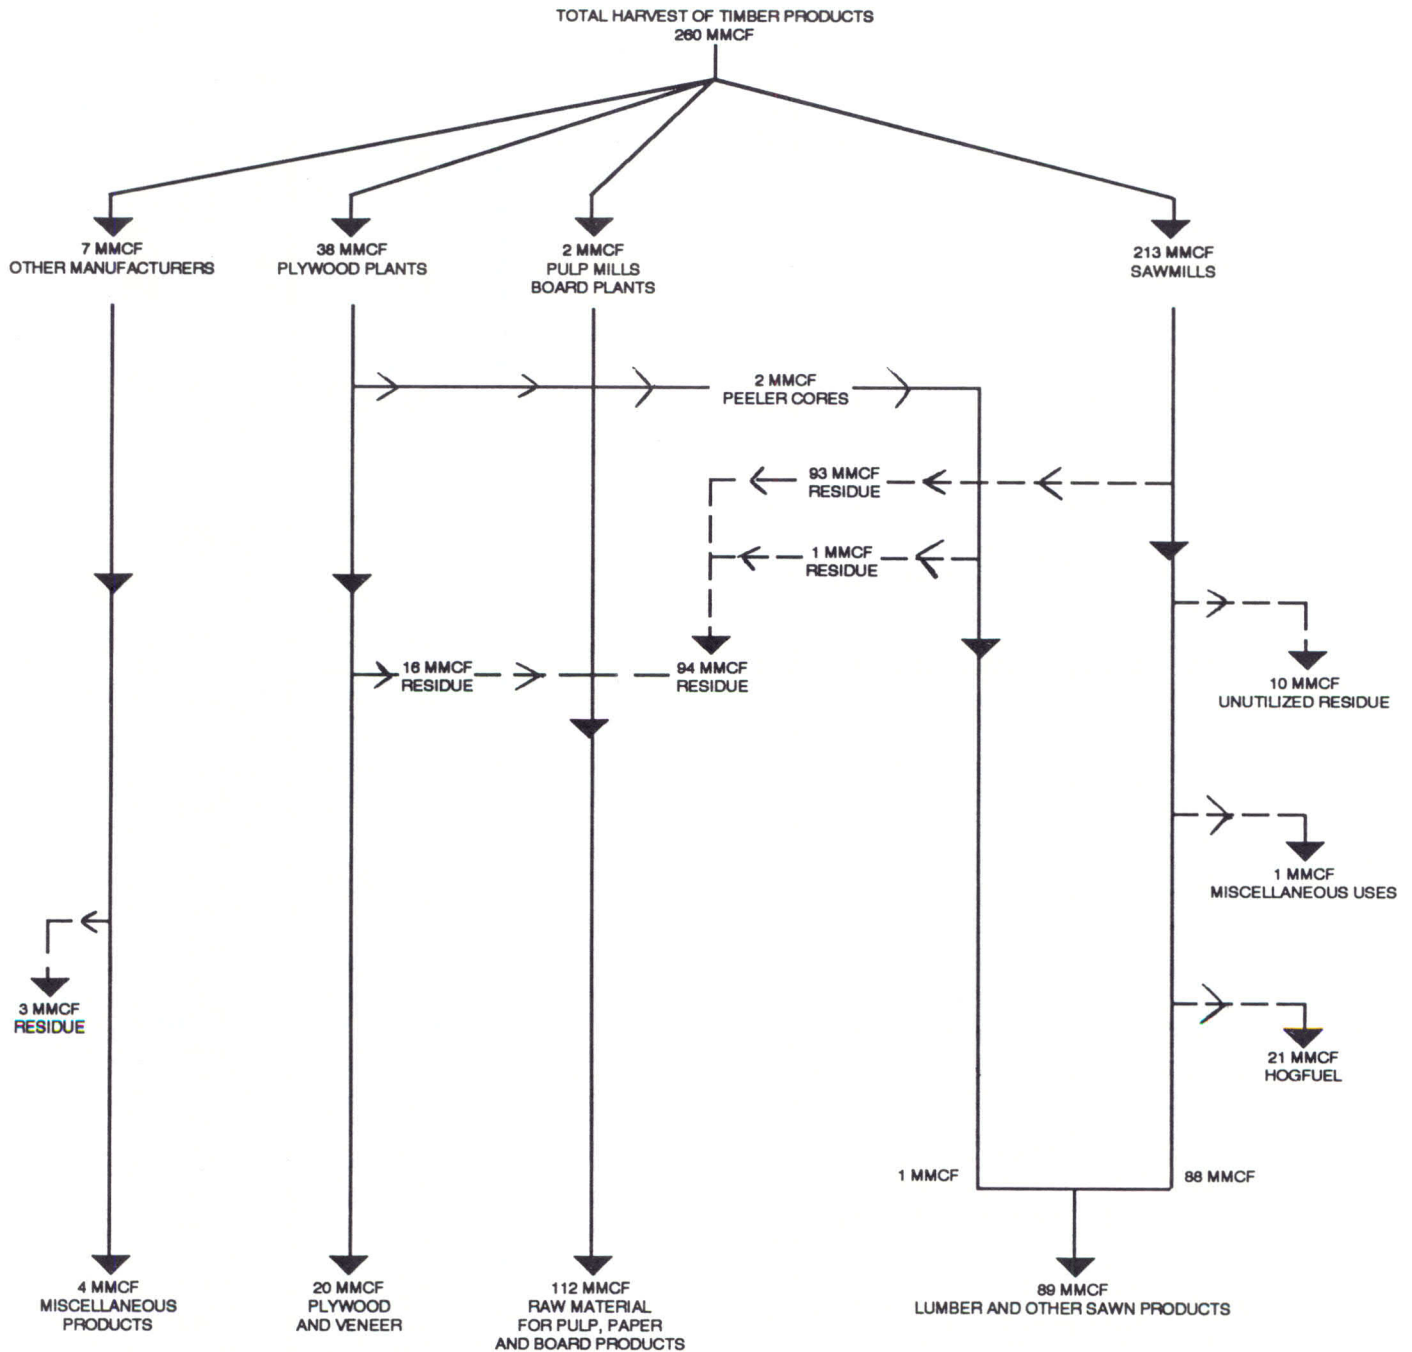 TOTAL HARVEST OF TIMBER PRODUCTS
260 MMCF
7 MMCF
OTHER MANUFACTURERS
38 MMCF
PLYWOOD PLANTS
2 MMCF
PULP MILLS
BOARD PLANTS
213 MMCF
SAWMILLS
2 MMCF
PEELER CORES
93 MMCF
RESIDUE
1 MMCF
RESIDUE
16 MMCF
RESIDUE
94 MMCF
RESIDUE
10 MMCF
UNUTILIZED RESIDUE
1 MMCF
MISCELLANEOUS USES
3 MMCF
RESIDUE
21 MMCF
HOGFUEL
1 MMCF
88 MMCF
4 MMCF
MISCELLANEOUS
PRODUCTS
20 MMCF
PLYWOOD
AND VENEER
112 MMCF
RAW MATERIAL
FOR PULP, PAPER
AND BOARD PRODUCTS
89 MMCF
LUMBER AND OTHER SAWN PRODUCTS